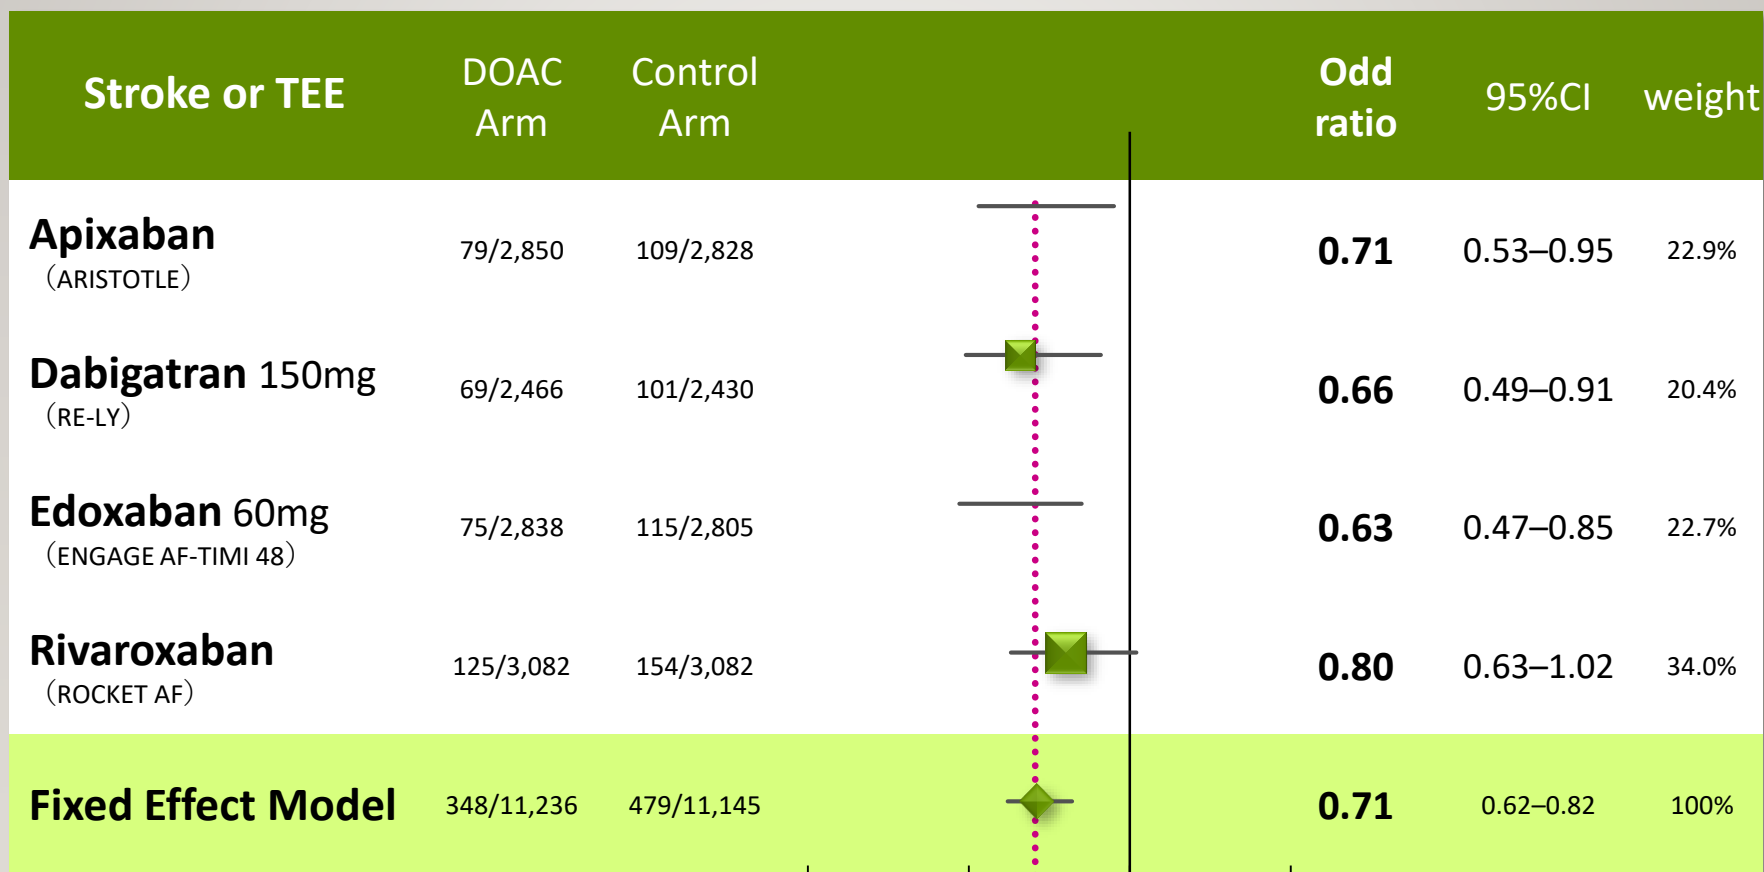 Stroke or TEE DOAC Arm Control Arm Odd ratio 95%CI weight
Apixaban 79/2,850 109/2,828 0.71 0.53–0.95 22.9%
（ARISTOTLE）
Dabigatran 150mg 69/2,466 101/2,430 0.66 0.49–0.91 20.4%
（RE-LY）
Edoxaban 60mg 75/2,838 115/2,805 0.63 0.47–0.85 22.7%
（ENGAGE AF-TIMI 48）
Rivaroxaban 125/3,082 154/3,082 0.80 0.63–1.02 34.0%
（ROCKET AF）
Fixed Effect Model 348/11,236 479/11,145 0.71 0.62–0.82 100%